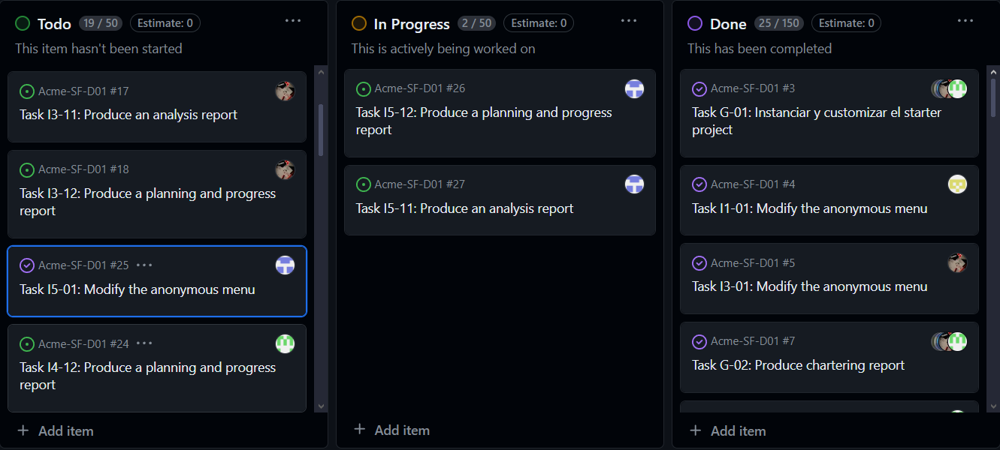 Todo 19 / 50 Estimate: 0
This item hasn't been started
Acme-SF-D01 #17
Task I3-11: Produce an analysis report
Acme-SF-D01 #18
Task I3-12: Produce a planning and progress
report
Acme-SF-D01 #25
Task I5-01: Modify the anonymous menu
Acme-SF-D01 #24
Task I4-12: Produce a planning and progress
report
+ Add item
In Progress 2 / 50 Estimate: 0
This is actively being worked on
Acme-SF-D01 #26
Task I5-12: Produce a planning and progress
report
Acme-SF-D01 #27
Task I5-11: Produce an analysis report
+ Add item
Done 25 / 150 Estimate: 0
This has been completed
Acme-SF-D01 #3
Task G-01: Instanciar y customizar el starter
project
Acme-SF-D01 #4
Task I1-01: Modify the anonymous menu
Acme-SF-D01 #5
Task I3-01: Modify the anonymous menu
Acme-SF-D01 #7
Task G-02: Produce chartering report
+ Add item